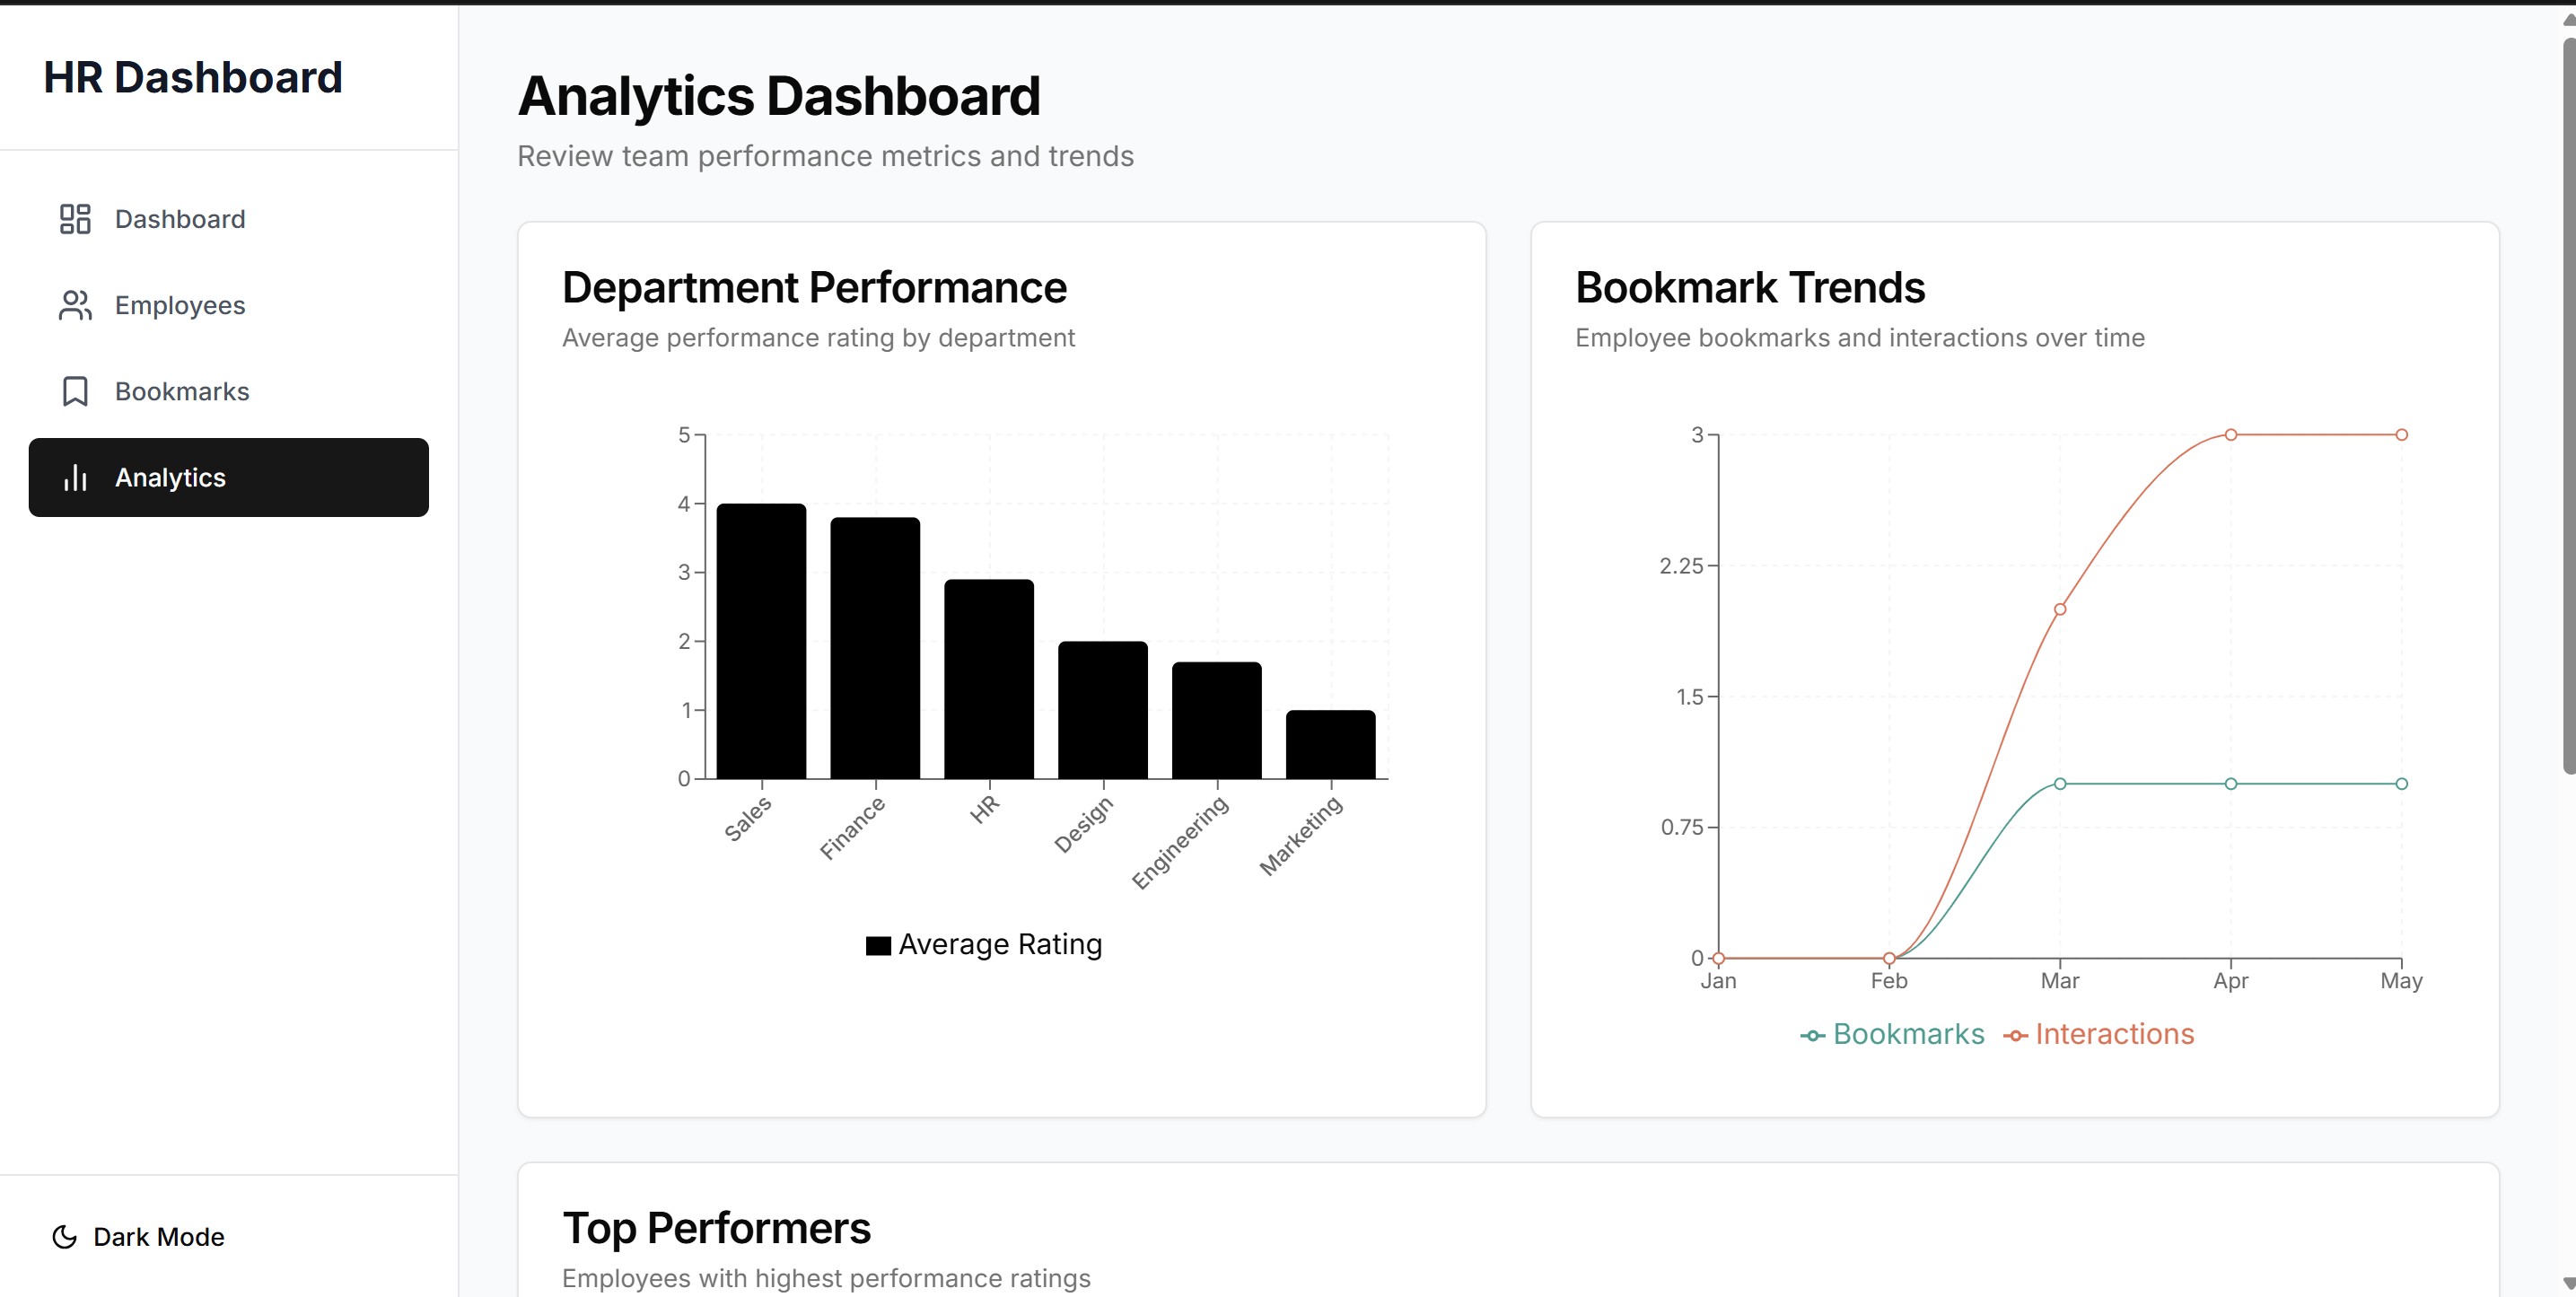 HR Dashboard
Dashboard
Employees
Bookmarks
Analytics
Dark Mode
Analytics Dashboard
Review team performance metrics and trends
Department Performance
Average performance rating by department
5
4
3
2
1
0
Sales
Finance
HR
Design
Engineering
Marketing
Average Rating
Bookmark Trends
Employee bookmarks and interactions over time
3
2.25
1.5
0.75
0
Jan
Feb
Mar
Apr
May
Bookmarks
Interactions
Top Performers
Employees with highest performance ratings